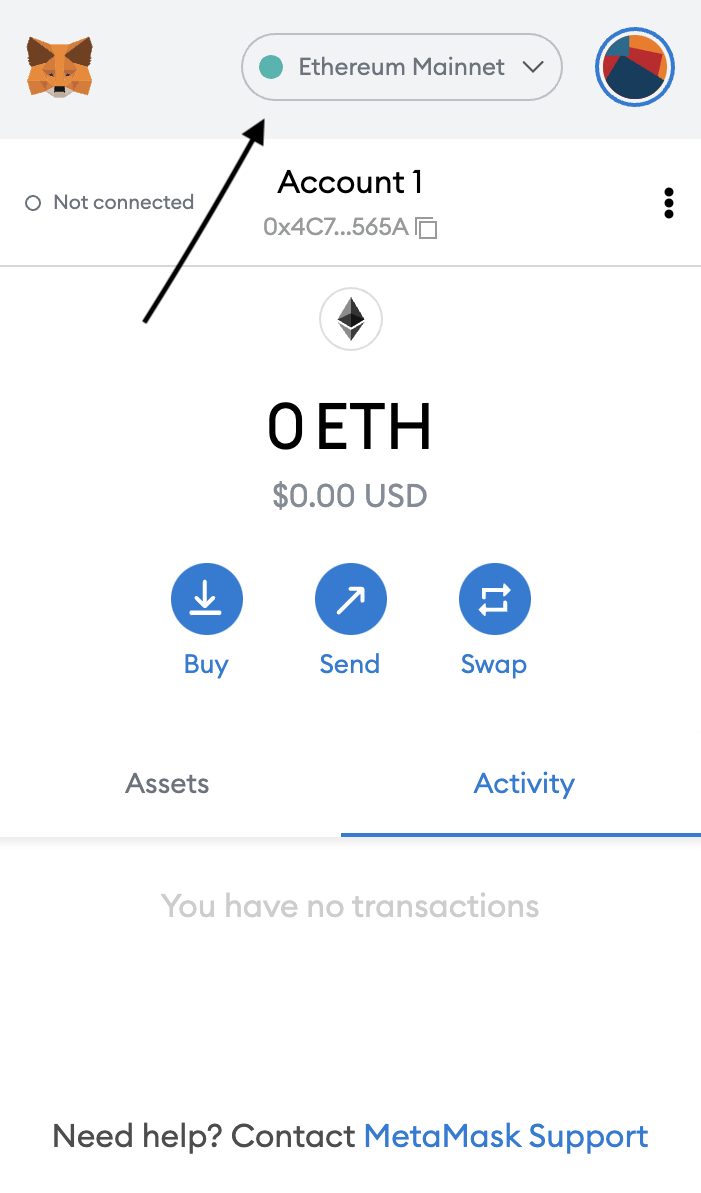 Ethereum Mainnet
Not connected
Account 1
0x4C7...565A
0 ETH
$0.00 USD
Buy
Send
Swap
Assets
Activity
You have no transactions
Need help? Contact MetaMask Support